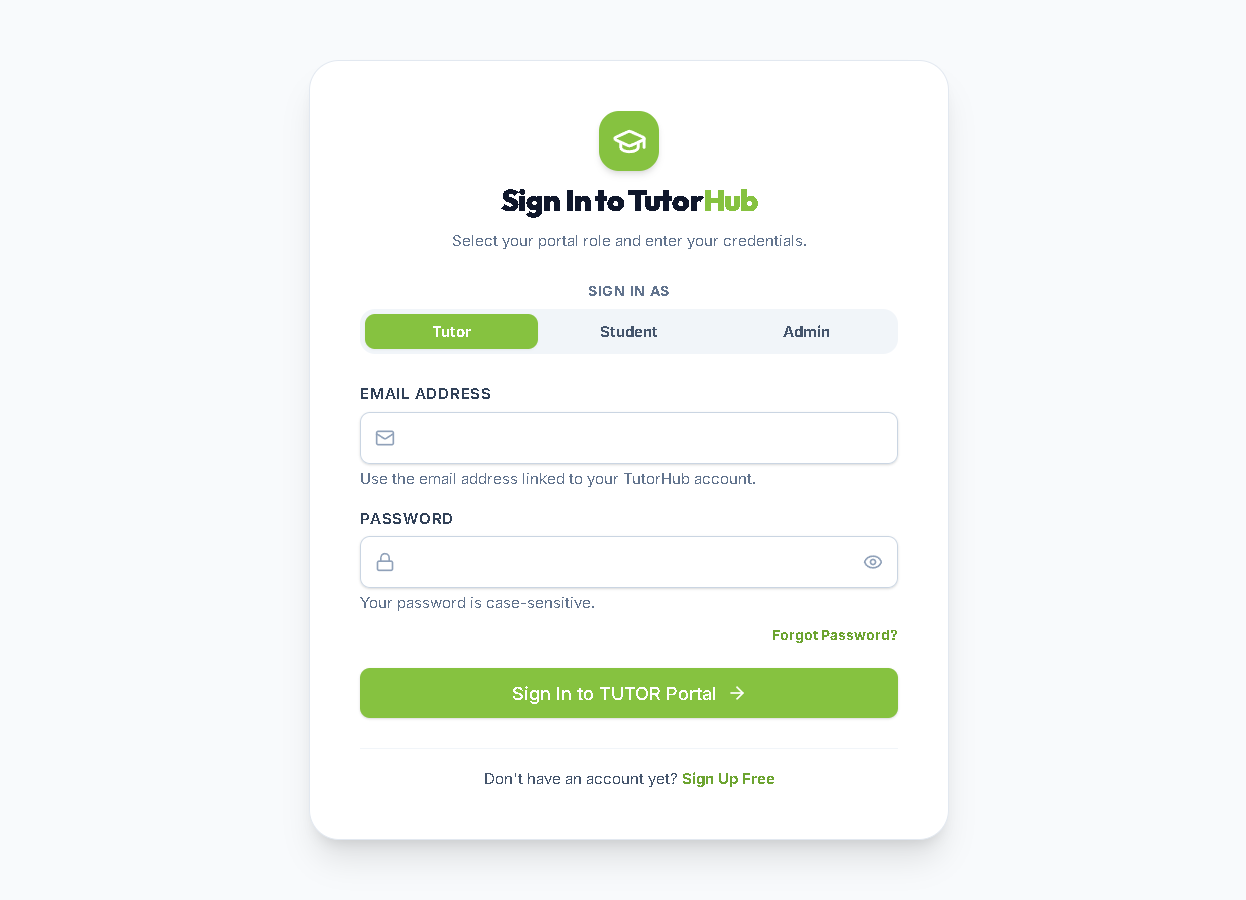 Sign In to TutorHub
Select your portal role and enter your credentials.
SIGN IN AS
Tutor Student Admin
EMAIL ADDRESS
Use the email address linked to your TutorHub account.
PASSWORD
Your password is case-sensitive.
Forgot Password?
Sign In to TUTOR Portal →
Don't have an account yet? Sign Up Free